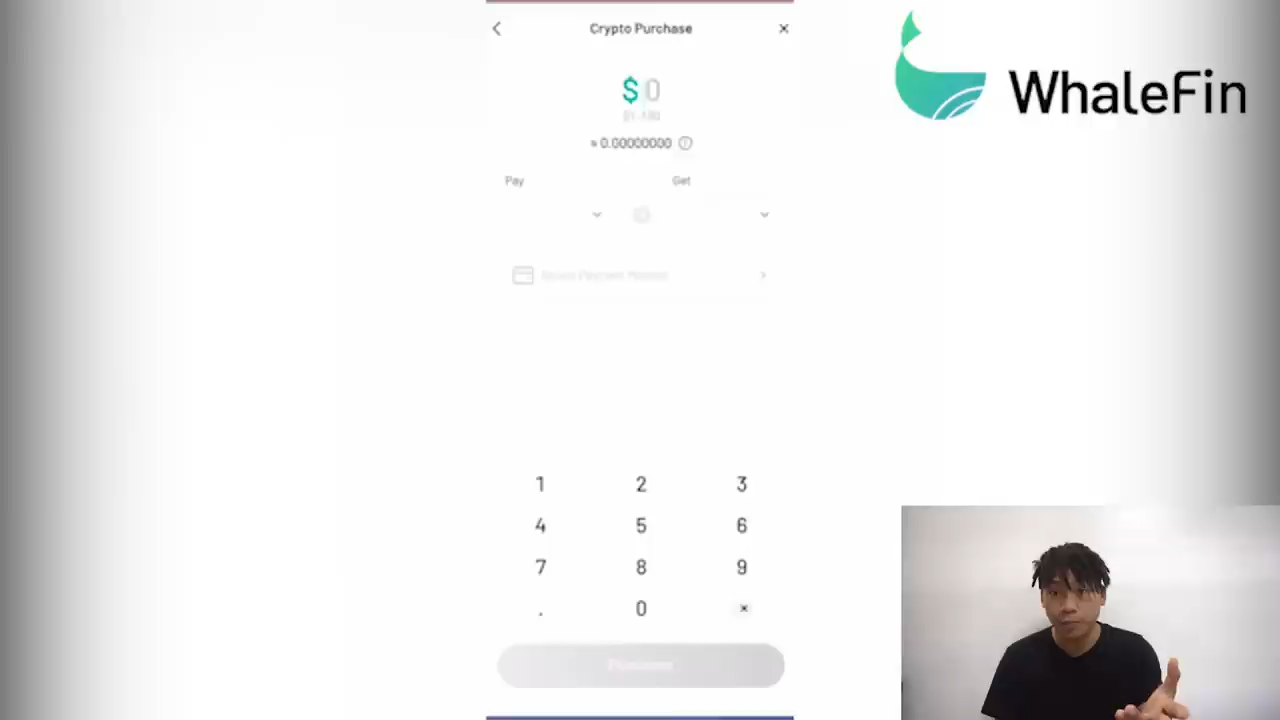 Crypto Purchase
WhaleFin
$ 0
≈ 0.00000000
Pay Get
1 2 3
4 5 6
7 8 9
. 0